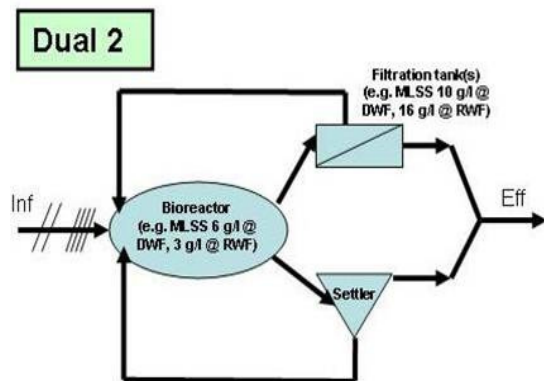 Dual 2
Filtration tank(s)
(e.g. MLSS 10 g/l @
DWF, 16 g/l @ RWF)
Inf
Bioreactor
(e.g. MLSS 6 g/l @
DWF, 3 g/l @ RWF)
Eff
Settler